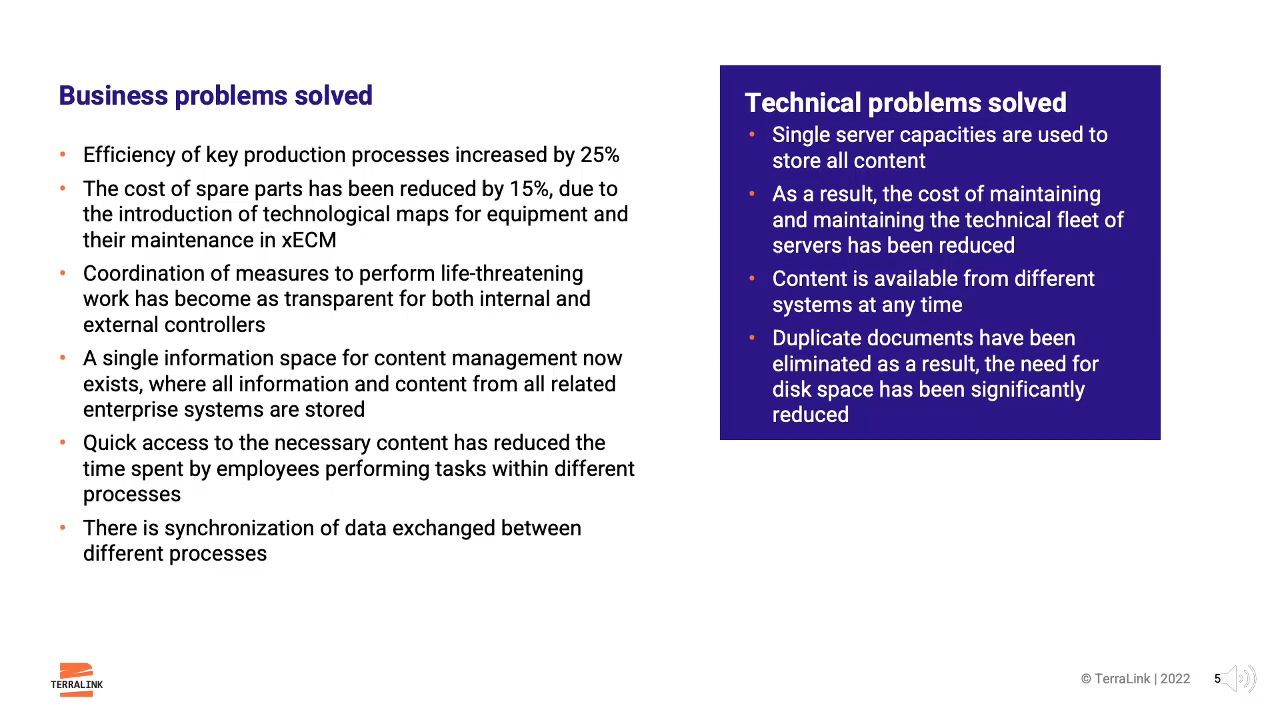 Business problems solved
• Efficiency of key production processes increased by 25%
• The cost of spare parts has been reduced by 15%, due to
the introduction of technological maps for equipment and
their maintenance in xECM
• Coordination of measures to perform life-threatening
work has become as transparent for both internal and
external controllers
• A single information space for content management now
exists, where all information and content from all related
enterprise systems are stored
• Quick access to the necessary content has reduced the
time spent by employees performing tasks within different
processes
• There is synchronization of data exchanged between
different processes
Technical problems solved
• Single server capacities are used to
store all content
• As a result, the cost of maintaining
and maintaining the technical fleet of
servers has been reduced
• Content is available from different
systems at any time
• Duplicate documents have been
eliminated as a result, the need for
disk space has been significantly
reduced
TERRALINK
© TerraLink | 2022 5